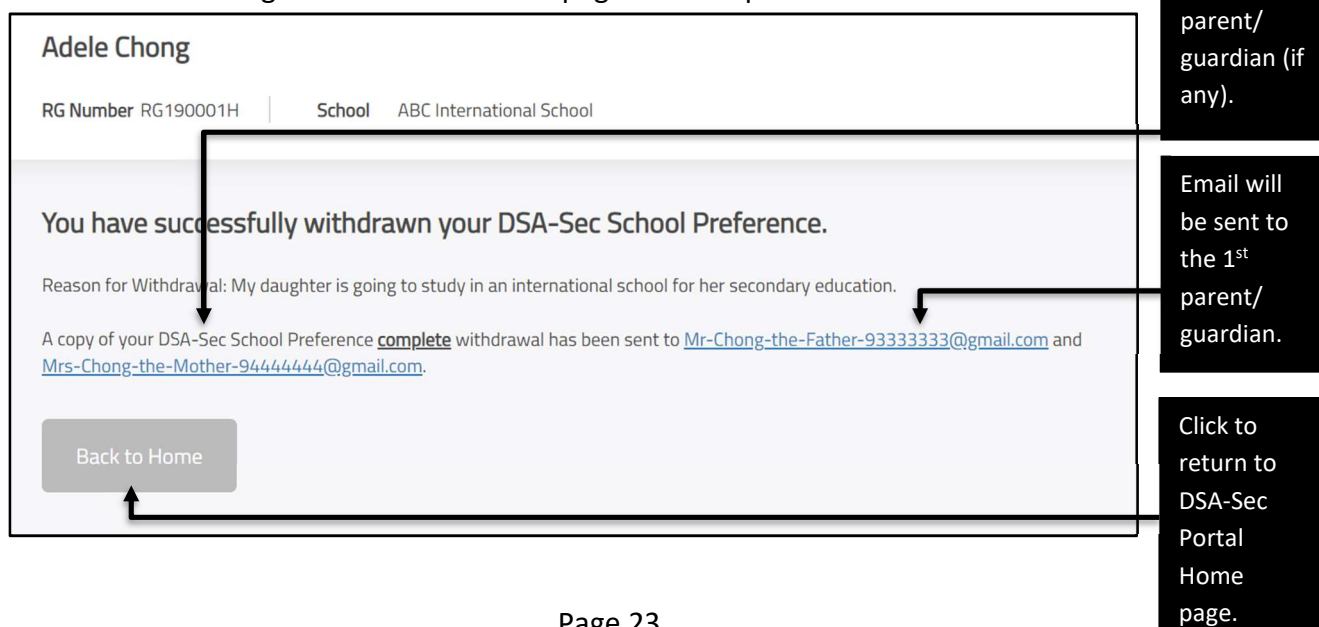 parent/
guardian (if
any).
Adele Chong
RG Number RG190001H School ABC International School
You have successfully withdrawn your DSA-Sec School Preference.
Reason for Withdrawal: My daughter is going to study in an international school for her secondary education.
A copy of your DSA-Sec School Preference complete withdrawal has been sent to Mr-Chong-the-Father-93333333@gmail.com and
Mrs-Chong-the-Mother-94444444@gmail.com.
Back to Home
Email will
be sent to
the 1st
parent/
guardian.
Click to
return to
DSA-Sec
Portal
Home
page.
Page 23